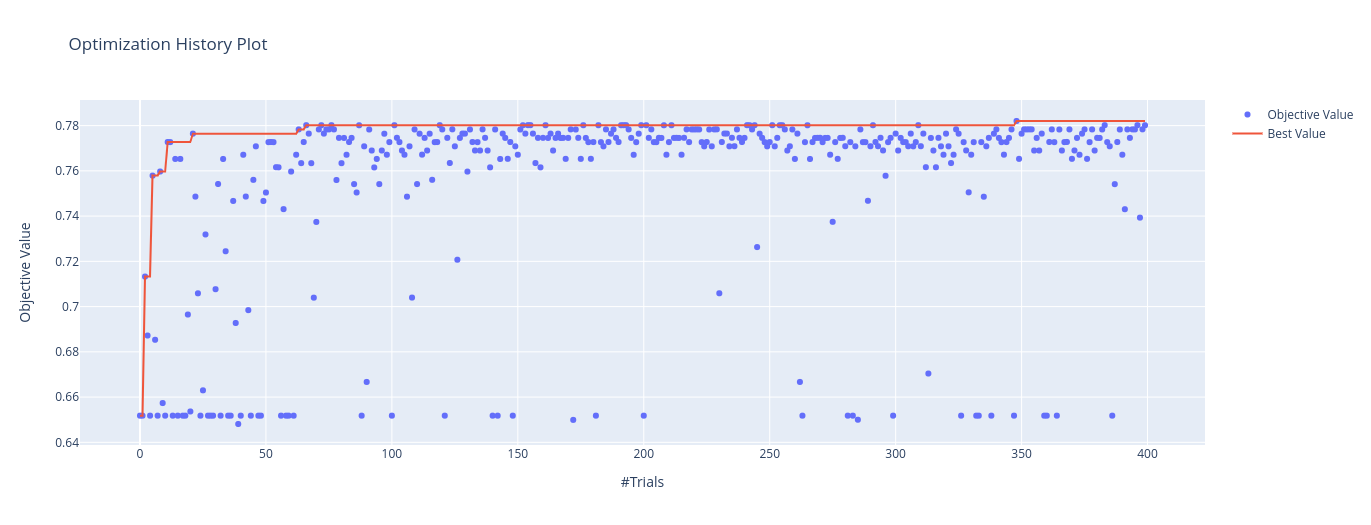 Optimization History Plot
Objective Value
Best Value
Objective Value
0.78
0.76
0.74
0.72
0.7
0.68
0.66
0.64
0 50 100 150 200 250 300 350 400
#Trials